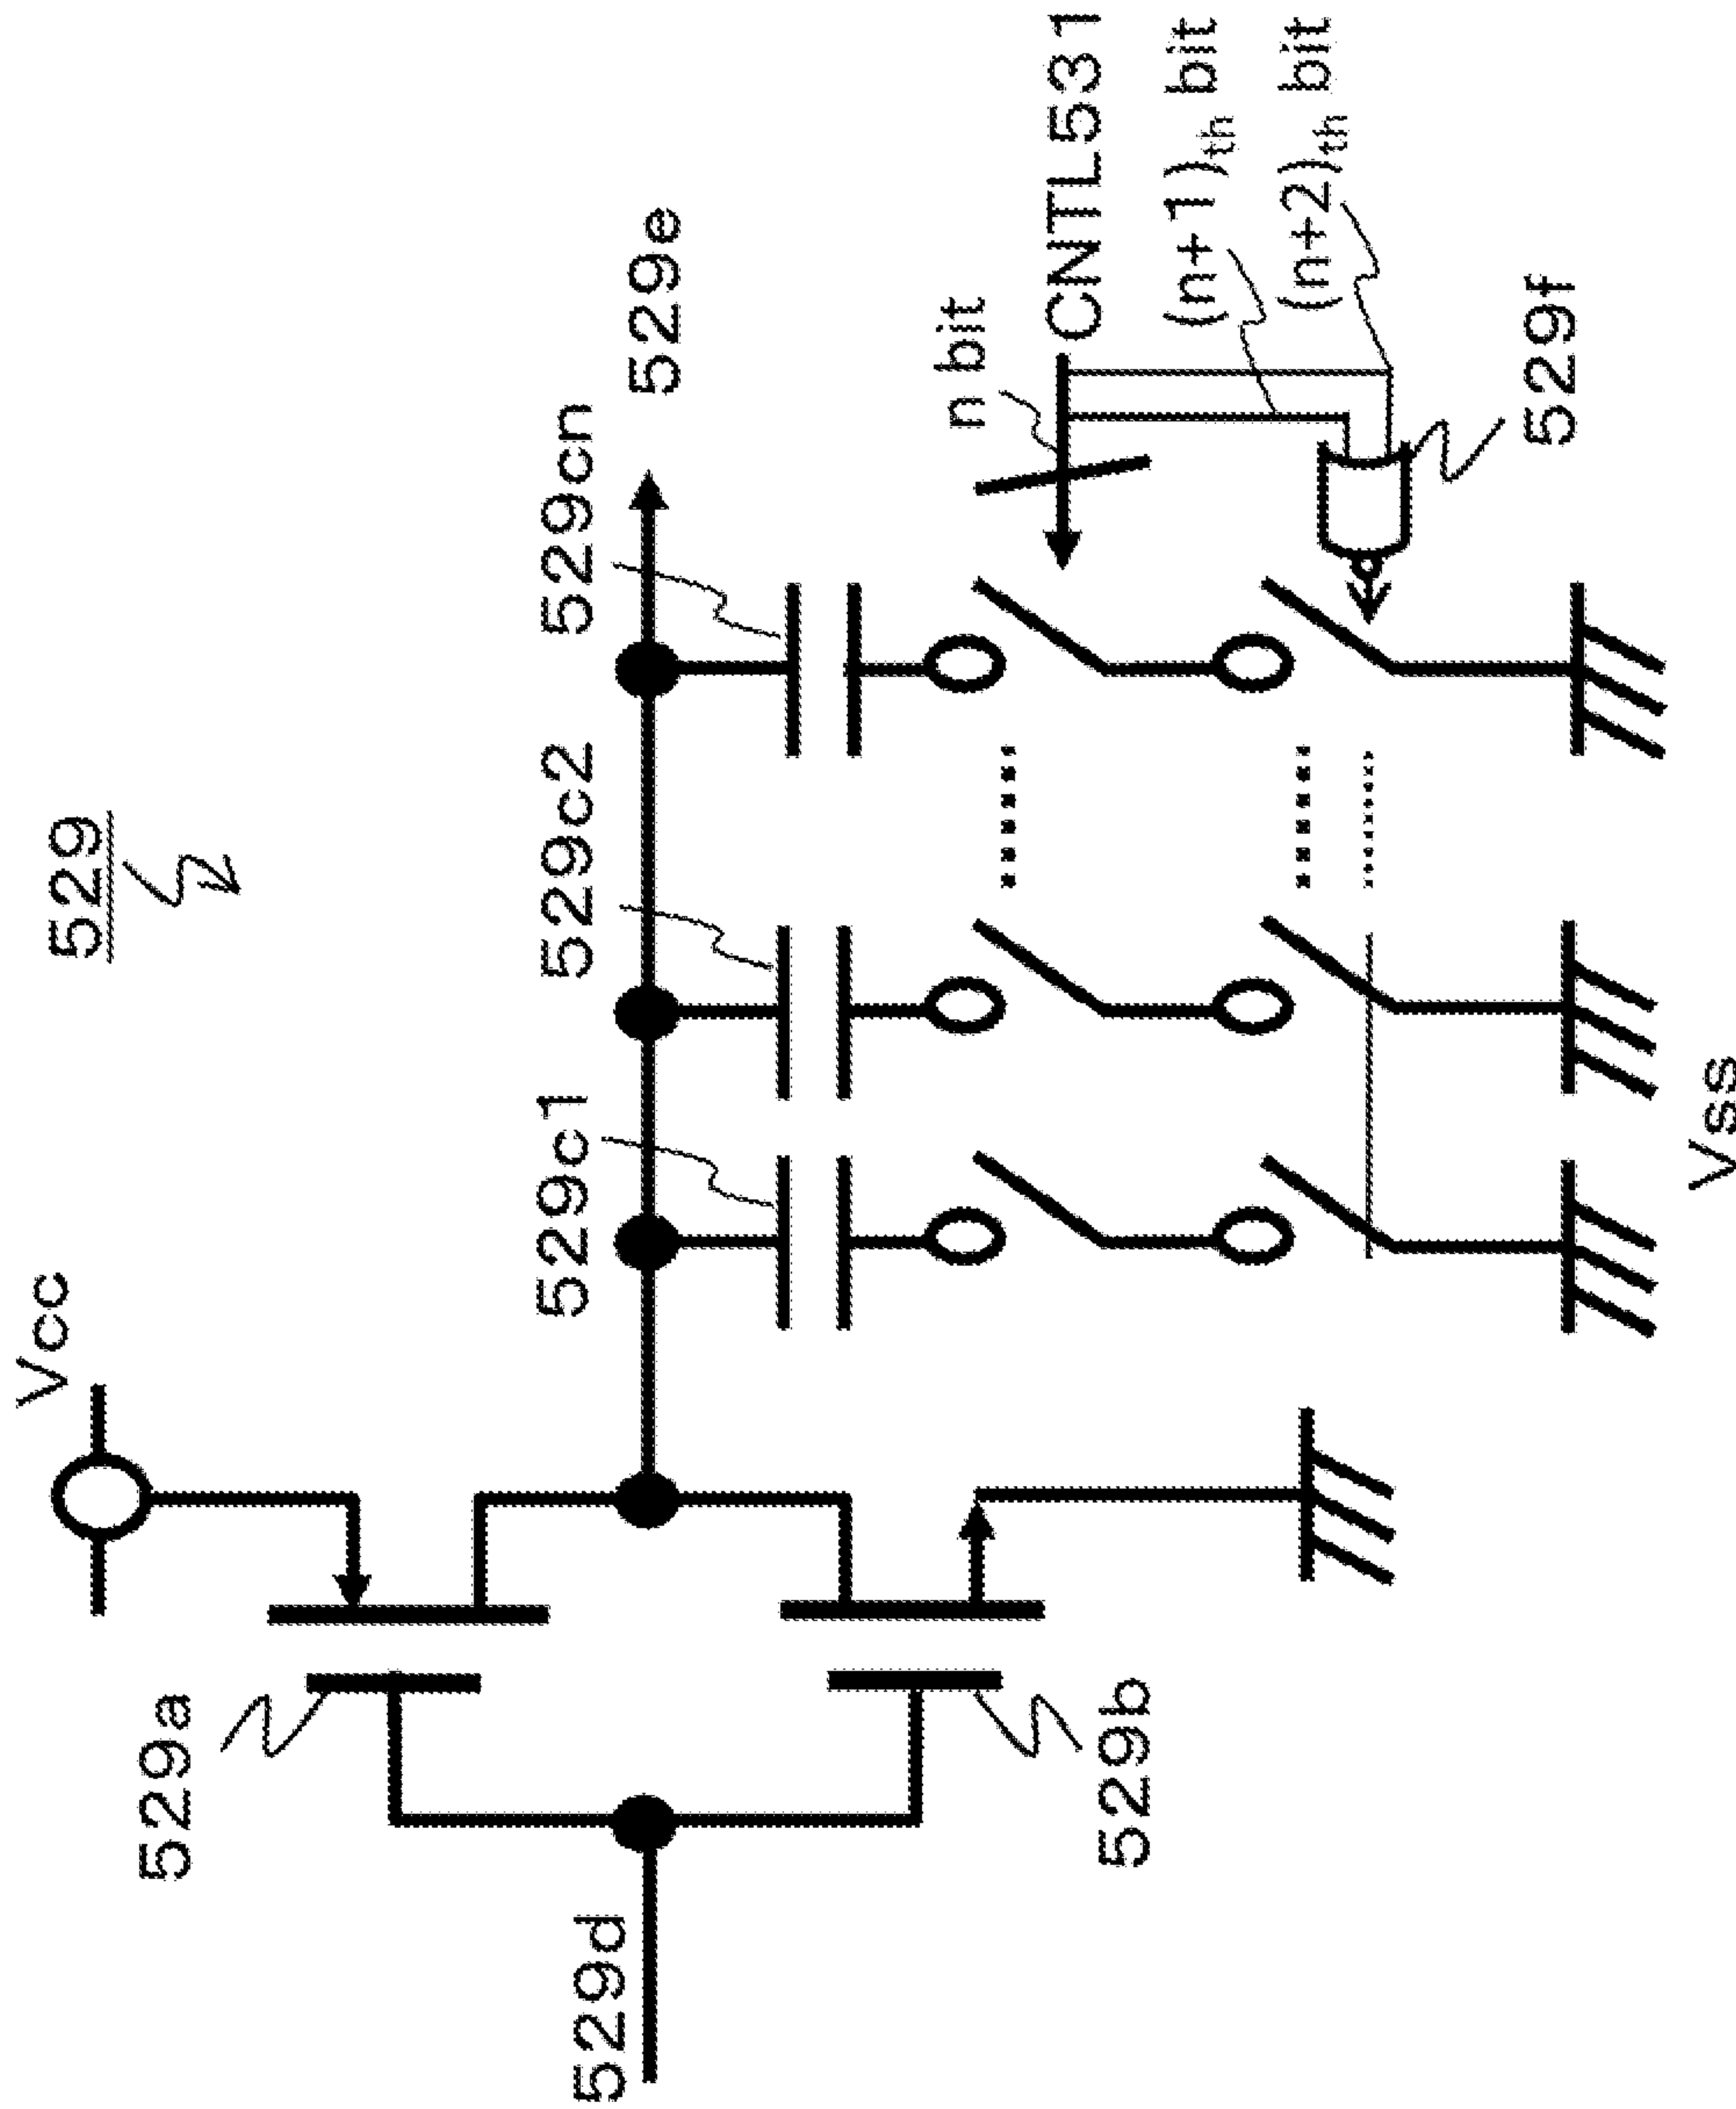 529
Vcc
529a
529d
529b
529c1
529c2
529cn
529e
n bit
CNTL531
(n+1)th bit
(n+2)th bit
529f
Vss